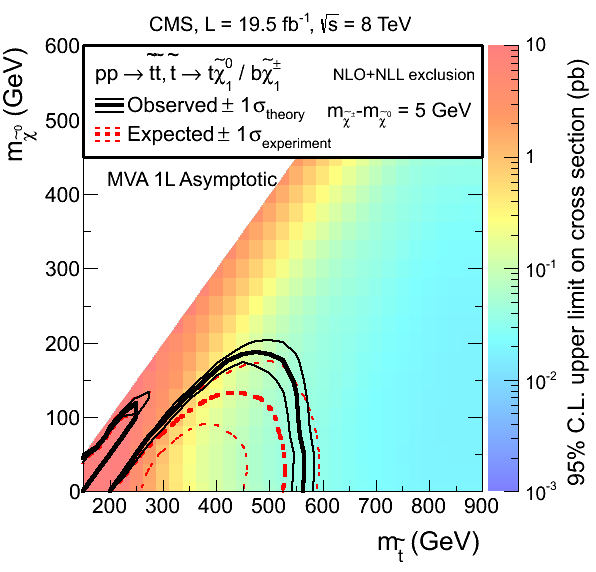 CMS, L = 19.5 fb⁻¹, √s = 8 TeV
pp → t̃t̃, t̃ → tχ̃₁⁰ / bχ̃₁±
NLO+NLL exclusion
Observed ± 1σtheory
mχ̃±-mχ̃⁰ = 5 GeV
Expected ± 1σexperiment
MVA 1L Asymptotic
mχ̃⁰ (GeV)
600
500
400
300
200
100
0
200 300 400 500 600 700 800 900
mt̃ (GeV)
10
1
10⁻¹
10⁻²
10⁻³
95% C.L. upper limit on cross section (pb)